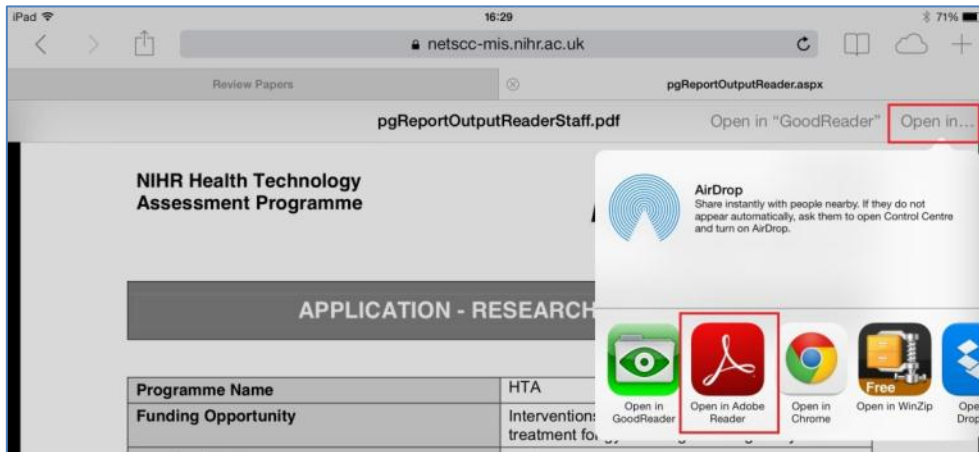 iPad
16:29
71%
netscc-mis.nihr.ac.uk
Review Papers
pgReportOutputReader.aspx
pgReportOutputReaderStaff.pdf
Open in "GoodReader"
Open in...
NIHR Health Technology
Assessment Programme
AirDrop
Share instantly with people nearby. If they do not
appear automatically, ask them to open Control Centre
and turn on AirDrop.
APPLICATION - RESEARCH
Free
Open in
GoodReader
Open in Adobe
Reader
Open in
Chrome
Open in WinZip
Programme Name
HTA
Funding Opportunity
Interventions
treatment for